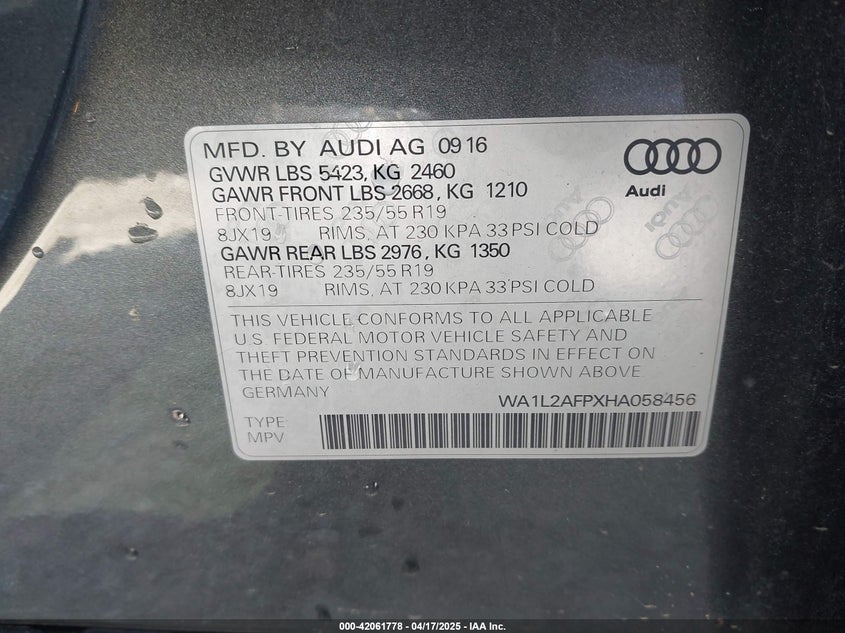 MFD. BY AUDI AG 0916
GVWR LBS 5423, KG 2460
GAWR FRONT LBS 2668, KG 1210
FRONT-TIRES 235/55 R19
8JX19 RIMS, AT 230 KPA 33 PSI COLD
GAWR REAR LBS 2976, KG 1350
REAR-TIRES 235/55 R19
8JX19 RIMS, AT 230 KPA 33 PSI COLD
Audi
THIS VEHICLE CONFORMS TO ALL APPLICABLE
U.S. FEDERAL MOTOR VEHICLE SAFETY AND
THEFT PREVENTION STANDARDS IN EFFECT ON
THE DATE OF MANUFACTURE SHOWN ABOVE.
GERMANY
WA1L2AFPXHA058456
TYPE
MPV
000-42061778 - 04/17/2025 - IAA Inc.